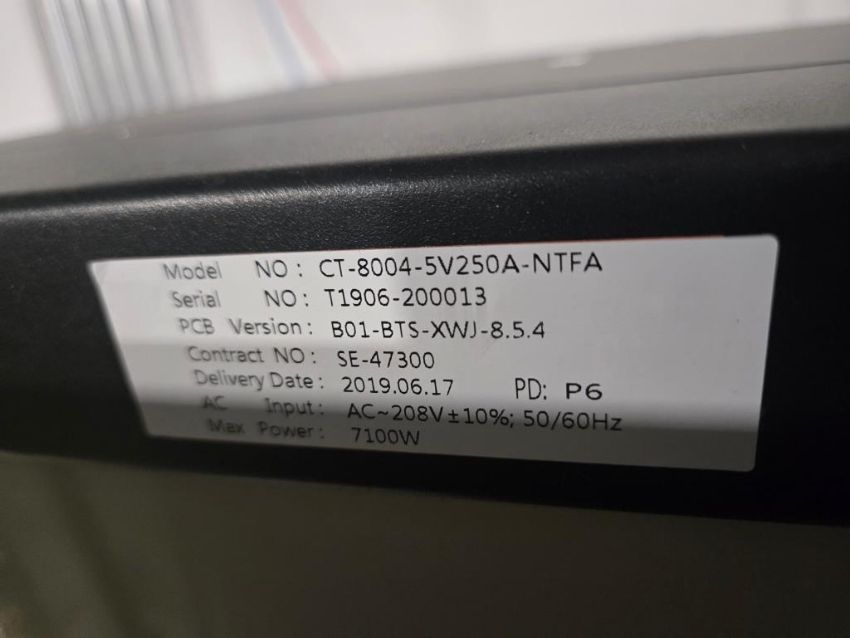 Model NO: CT-8004-5V250A-NTFA
Serial NO: T1906-200013
PCB Version: B01-BTS-XWJ-8.5.4
Contract NO: SE-47300
Delivery Date: 2019.06.17 PD: P6
AC Input: AC~208V±10%; 50/60Hz
Max Power: 7100W